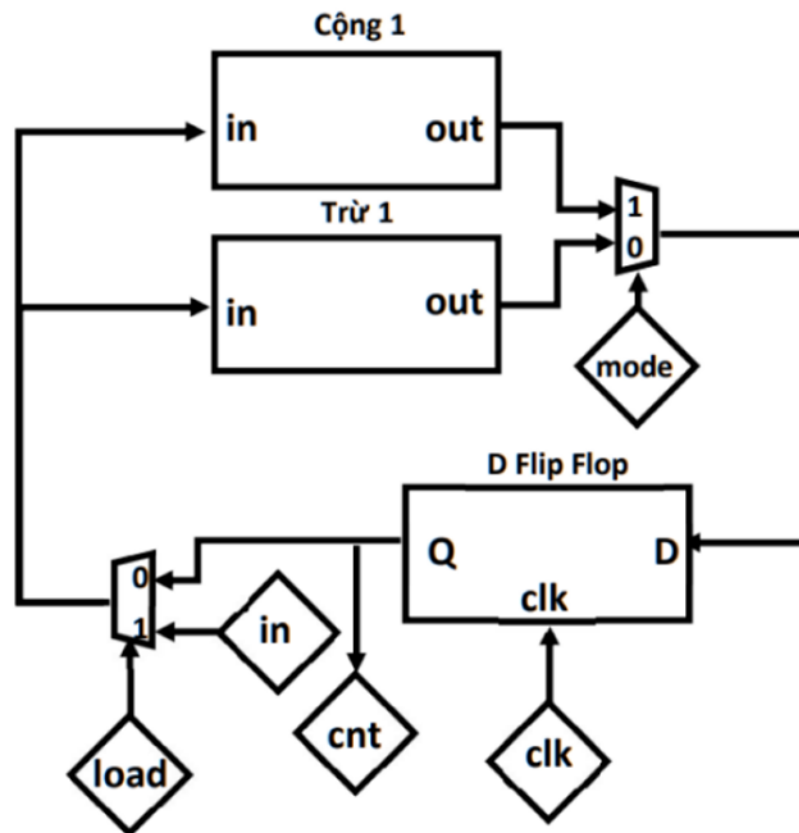 Cộng 1
in out
1
0
Trừ 1
in out
mode
D Flip Flop
Q D
clk
0
1
in
cnt
clk
load